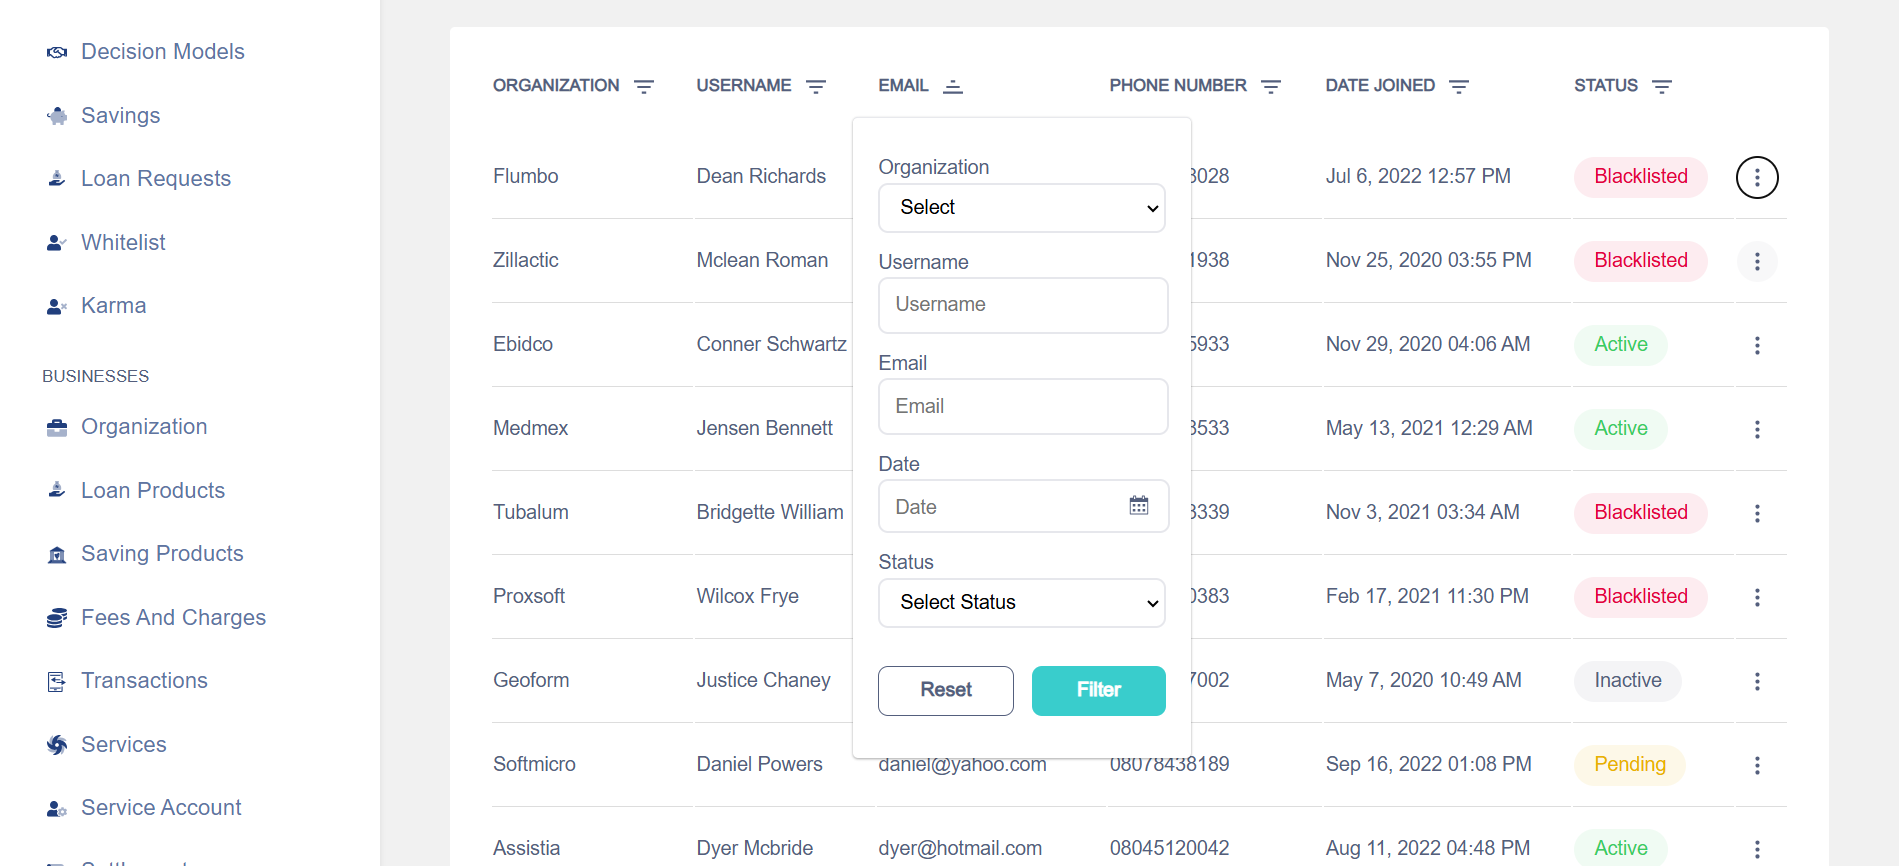 Decision Models
Savings
Loan Requests
Whitelist
Karma
BUSINESSES
Organization
Loan Products
Saving Products
Fees And Charges
Transactions
Services
Service Account
ORGANIZATION USERNAME EMAIL PHONE NUMBER DATE JOINED STATUS
Flumbo Dean Richards 3028 Jul 6, 2022 12:57 PM Blacklisted
Zillactic Mclean Roman 1938 Nov 25, 2020 03:55 PM Blacklisted
Ebidco Conner Schwartz 5933 Nov 29, 2020 04:06 AM Active
Medmex Jensen Bennett 3533 May 13, 2021 12:29 AM Active
Tubalum Bridgette William 3339 Nov 3, 2021 03:34 AM Blacklisted
Proxsoft Wilcox Frye 0383 Feb 17, 2021 11:30 PM Blacklisted
Geoform Justice Chaney 7002 May 7, 2020 10:49 AM Inactive
Softmicro Daniel Powers daniel@yahoo.com 08078438189 Sep 16, 2022 01:08 PM Pending
Assistia Dyer Mcbride dyer@hotmail.com 08045120042 Aug 11, 2022 04:48 PM Active
Organization
Select
Username
Username
Email
Email
Date
Date
Status
Select Status
Reset Filter